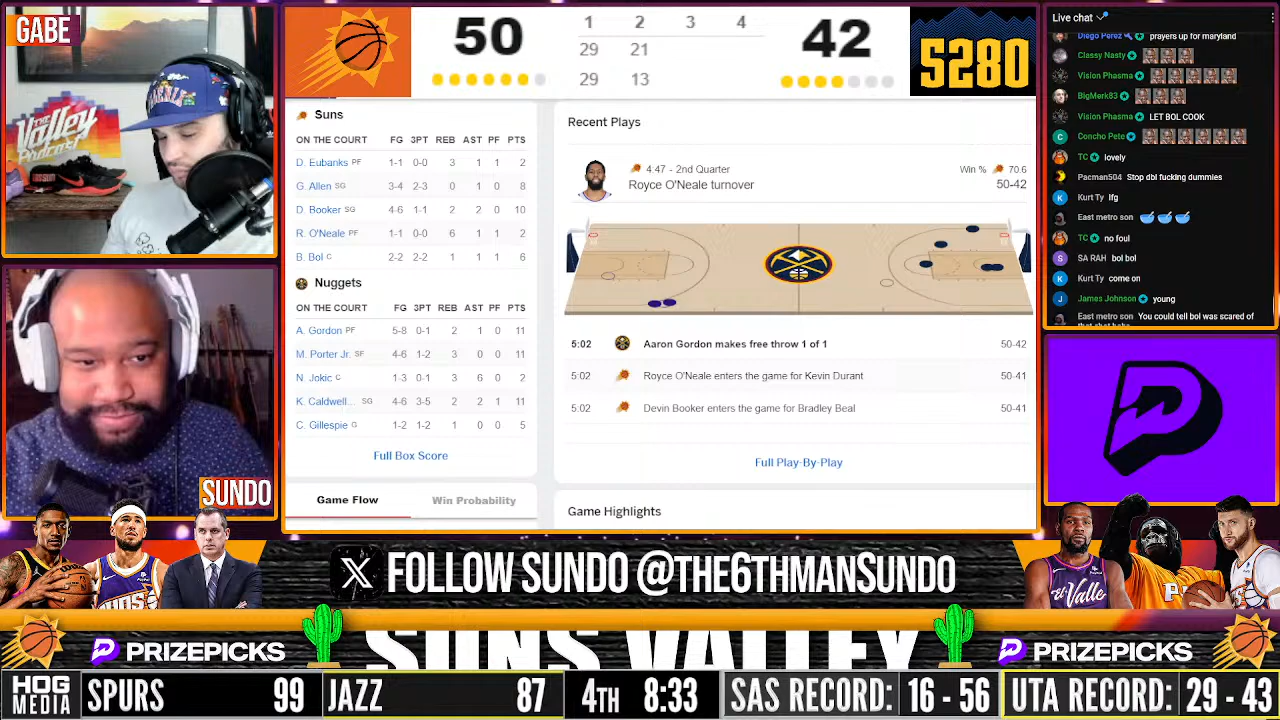 GABE
The Valley
Podcast
SUNDO
50
42
1 2 3 4
29 21
29 13
5280
Suns
ON THE COURT FG 3PT REB AST PF PTS
D. Eubanks PF 1-1 0-0 3 1 1 2
G. Allen SG 3-4 2-3 0 1 0 8
D. Booker SG 4-6 1-1 2 2 0 10
R. O'Neale PF 1-1 0-0 6 1 1 2
B. Bol C 2-2 2-2 1 1 1 6
Nuggets
ON THE COURT FG 3PT REB AST PF PTS
A. Gordon PF 5-8 0-1 2 1 0 11
M. Porter Jr. SF 4-6 1-2 3 0 0 11
N. Jokic C 1-3 0-1 3 6 0 2
K. Caldwell... SG 4-6 3-5 2 2 1 11
C. Gillespie G 1-2 1-2 1 0 0 5
Full Box Score
Game Flow Win Probability
Recent Plays
4:47 - 2nd Quarter
Royce O'Neale turnover
Win % 70.6
50-42
5:02 Aaron Gordon makes free throw 1 of 1 50-42
5:02 Royce O'Neale enters the game for Kevin Durant 50-41
5:02 Devin Booker enters the game for Bradley Beal 50-41
Full Play-By-Play
Game Highlights
Live chat
Diego Perez prayers up for maryland
Classy Nasty
Vision Phasma
BigMerk83
Vision Phasma LET BOL COOK
Concho Pete
TC lovely
Pacman504 Stop dbl fucking dummies
Kurt Ty lfg
East metro son
TC no foul
SA RAH bol bol
Kurt Ty come on
James Johnson young
East metro son You could tell bol was scared of
FOLLOW SUNDO @THE6THMANSUNDO
PRIZEPICKS
SUNS VALLEY
PRIZEPICKS
HOG
MEDIA
SPURS 99 JAZZ 87 4TH 8:33 SAS RECORD: 16 - 56 UTA RECORD: 29 - 43